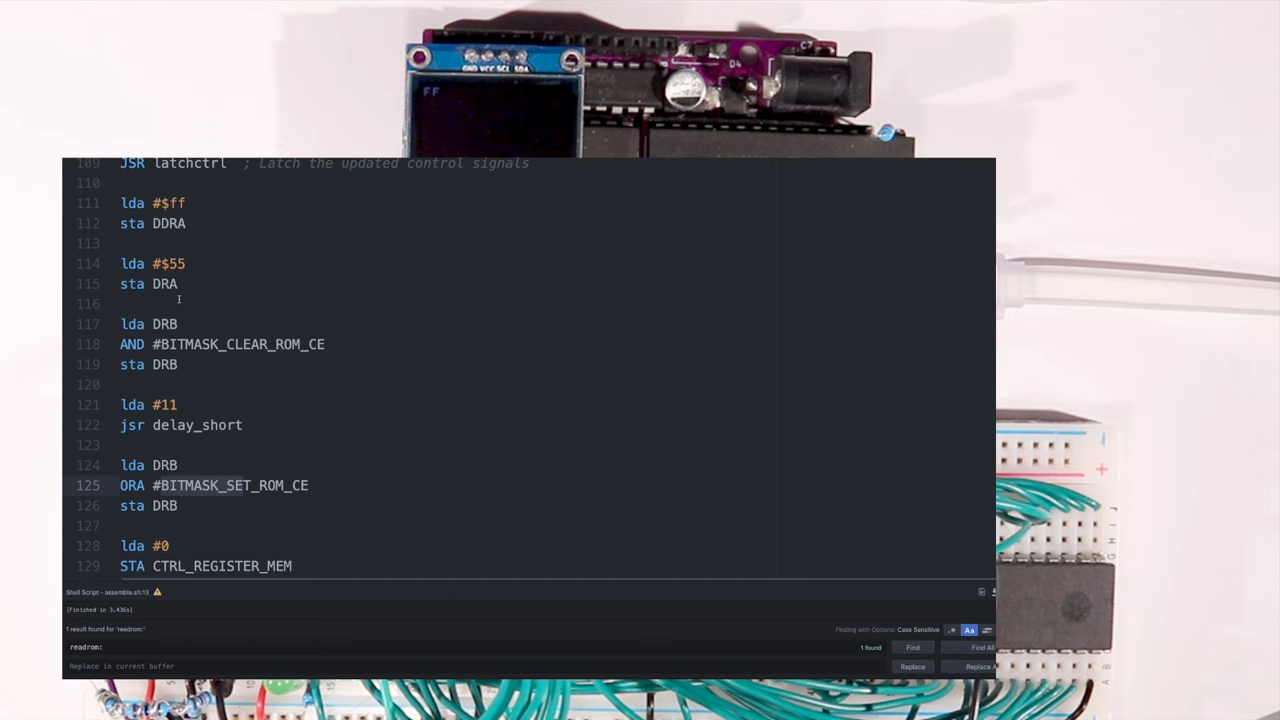 C7
D4
GND VCC SCL SDA
FF
109 JSR latchctrl ; Latch the updated control signals
110
111 lda #$ff
112 sta DDRA
113
114 lda #$55
115 sta DRA
116
117 lda DRB
118 AND #BITMASK_CLEAR_ROM_CE
119 sta DRB
120
121 lda #11
122 jsr delay_short
123
124 lda DRB
125 ORA #BITMASK_SET_ROM_CE
126 sta DRB
127
128 lda #0
129 STA CTRL_REGISTER_MEM
Shell Script - assemble.sh:13
[Finished in 3.436s]
1 result found for 'readrom:' Finding with Options: Case Sensitive .* Aa
readrom: 1 found Find Find All
Replace in current buffer Replace Replace A